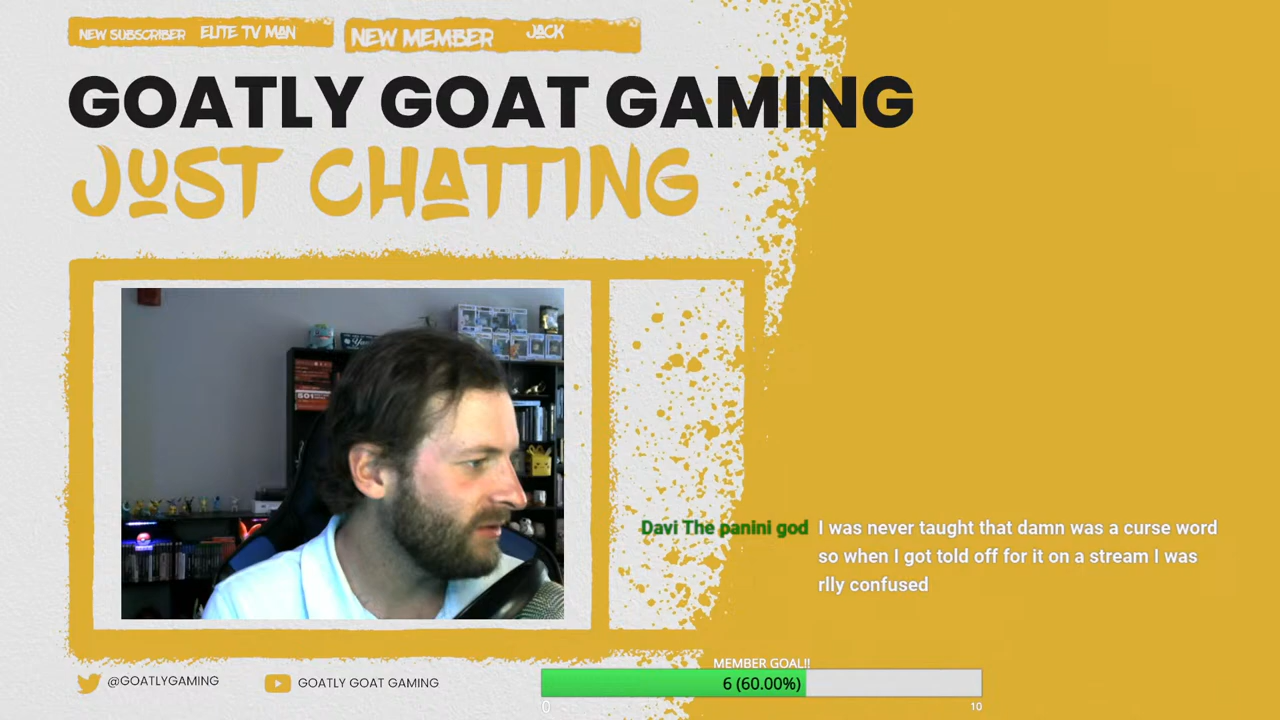 NEW SUBSCRIBER ELITE TV MAN
NEW MEMBER JACK
GOATLY GOAT GAMING
JUST CHATTING
Davi The panini god I was never taught that damn was a curse word
so when I got told off for it on a stream I was
rlly confused
MEMBER GOAL!!
@GOATLYGAMING
GOATLY GOAT GAMING
6 (60.00%)
0
10